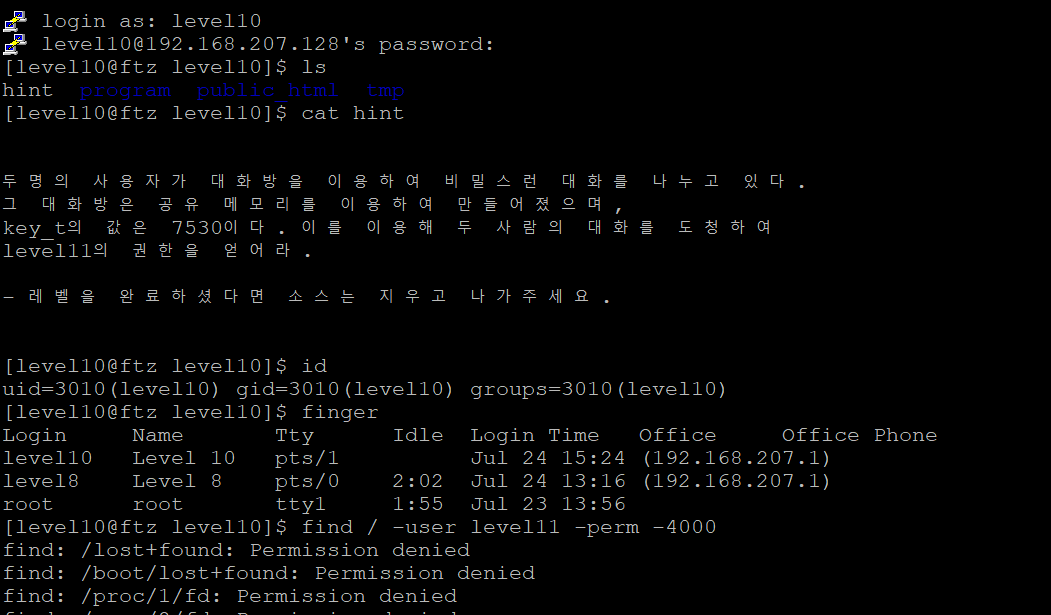 login as: level10
level10@192.168.207.128's password:
[level10@ftz level10]$ ls
hint  program  public_html  tmp
[level10@ftz level10]$ cat hint
두명의 사용자가 대화방을 이용하여 비밀스런 대화를 나누고 있다.
그 대화방은 공유 메모리를 이용하여 만들어졌으며,
key_t의 값은 7530이다. 이를 이용해 두 사람의 대화를 도청하여
level11의 권한을 얻어라.
- 레벨을 완료하셨다면 소스는 지우고 나가주세요.
[level10@ftz level10]$ id
uid=3010(level10) gid=3010(level10) groups=3010(level10)
[level10@ftz level10]$ finger
Login     Name       Tty      Idle  Login Time   Office     Office Phone
level10   Level 10   pts/1          Jul 24 15:24 (192.168.207.1)
level8    Level 8    pts/0    2:02  Jul 24 13:16 (192.168.207.1)
root      root       tty1     1:55  Jul 23 13:56
[level10@ftz level10]$ find / -user level11 -perm -4000
find: /lost+found: Permission denied
find: /boot/lost+found: Permission denied
find: /proc/1/fd: Permission denied